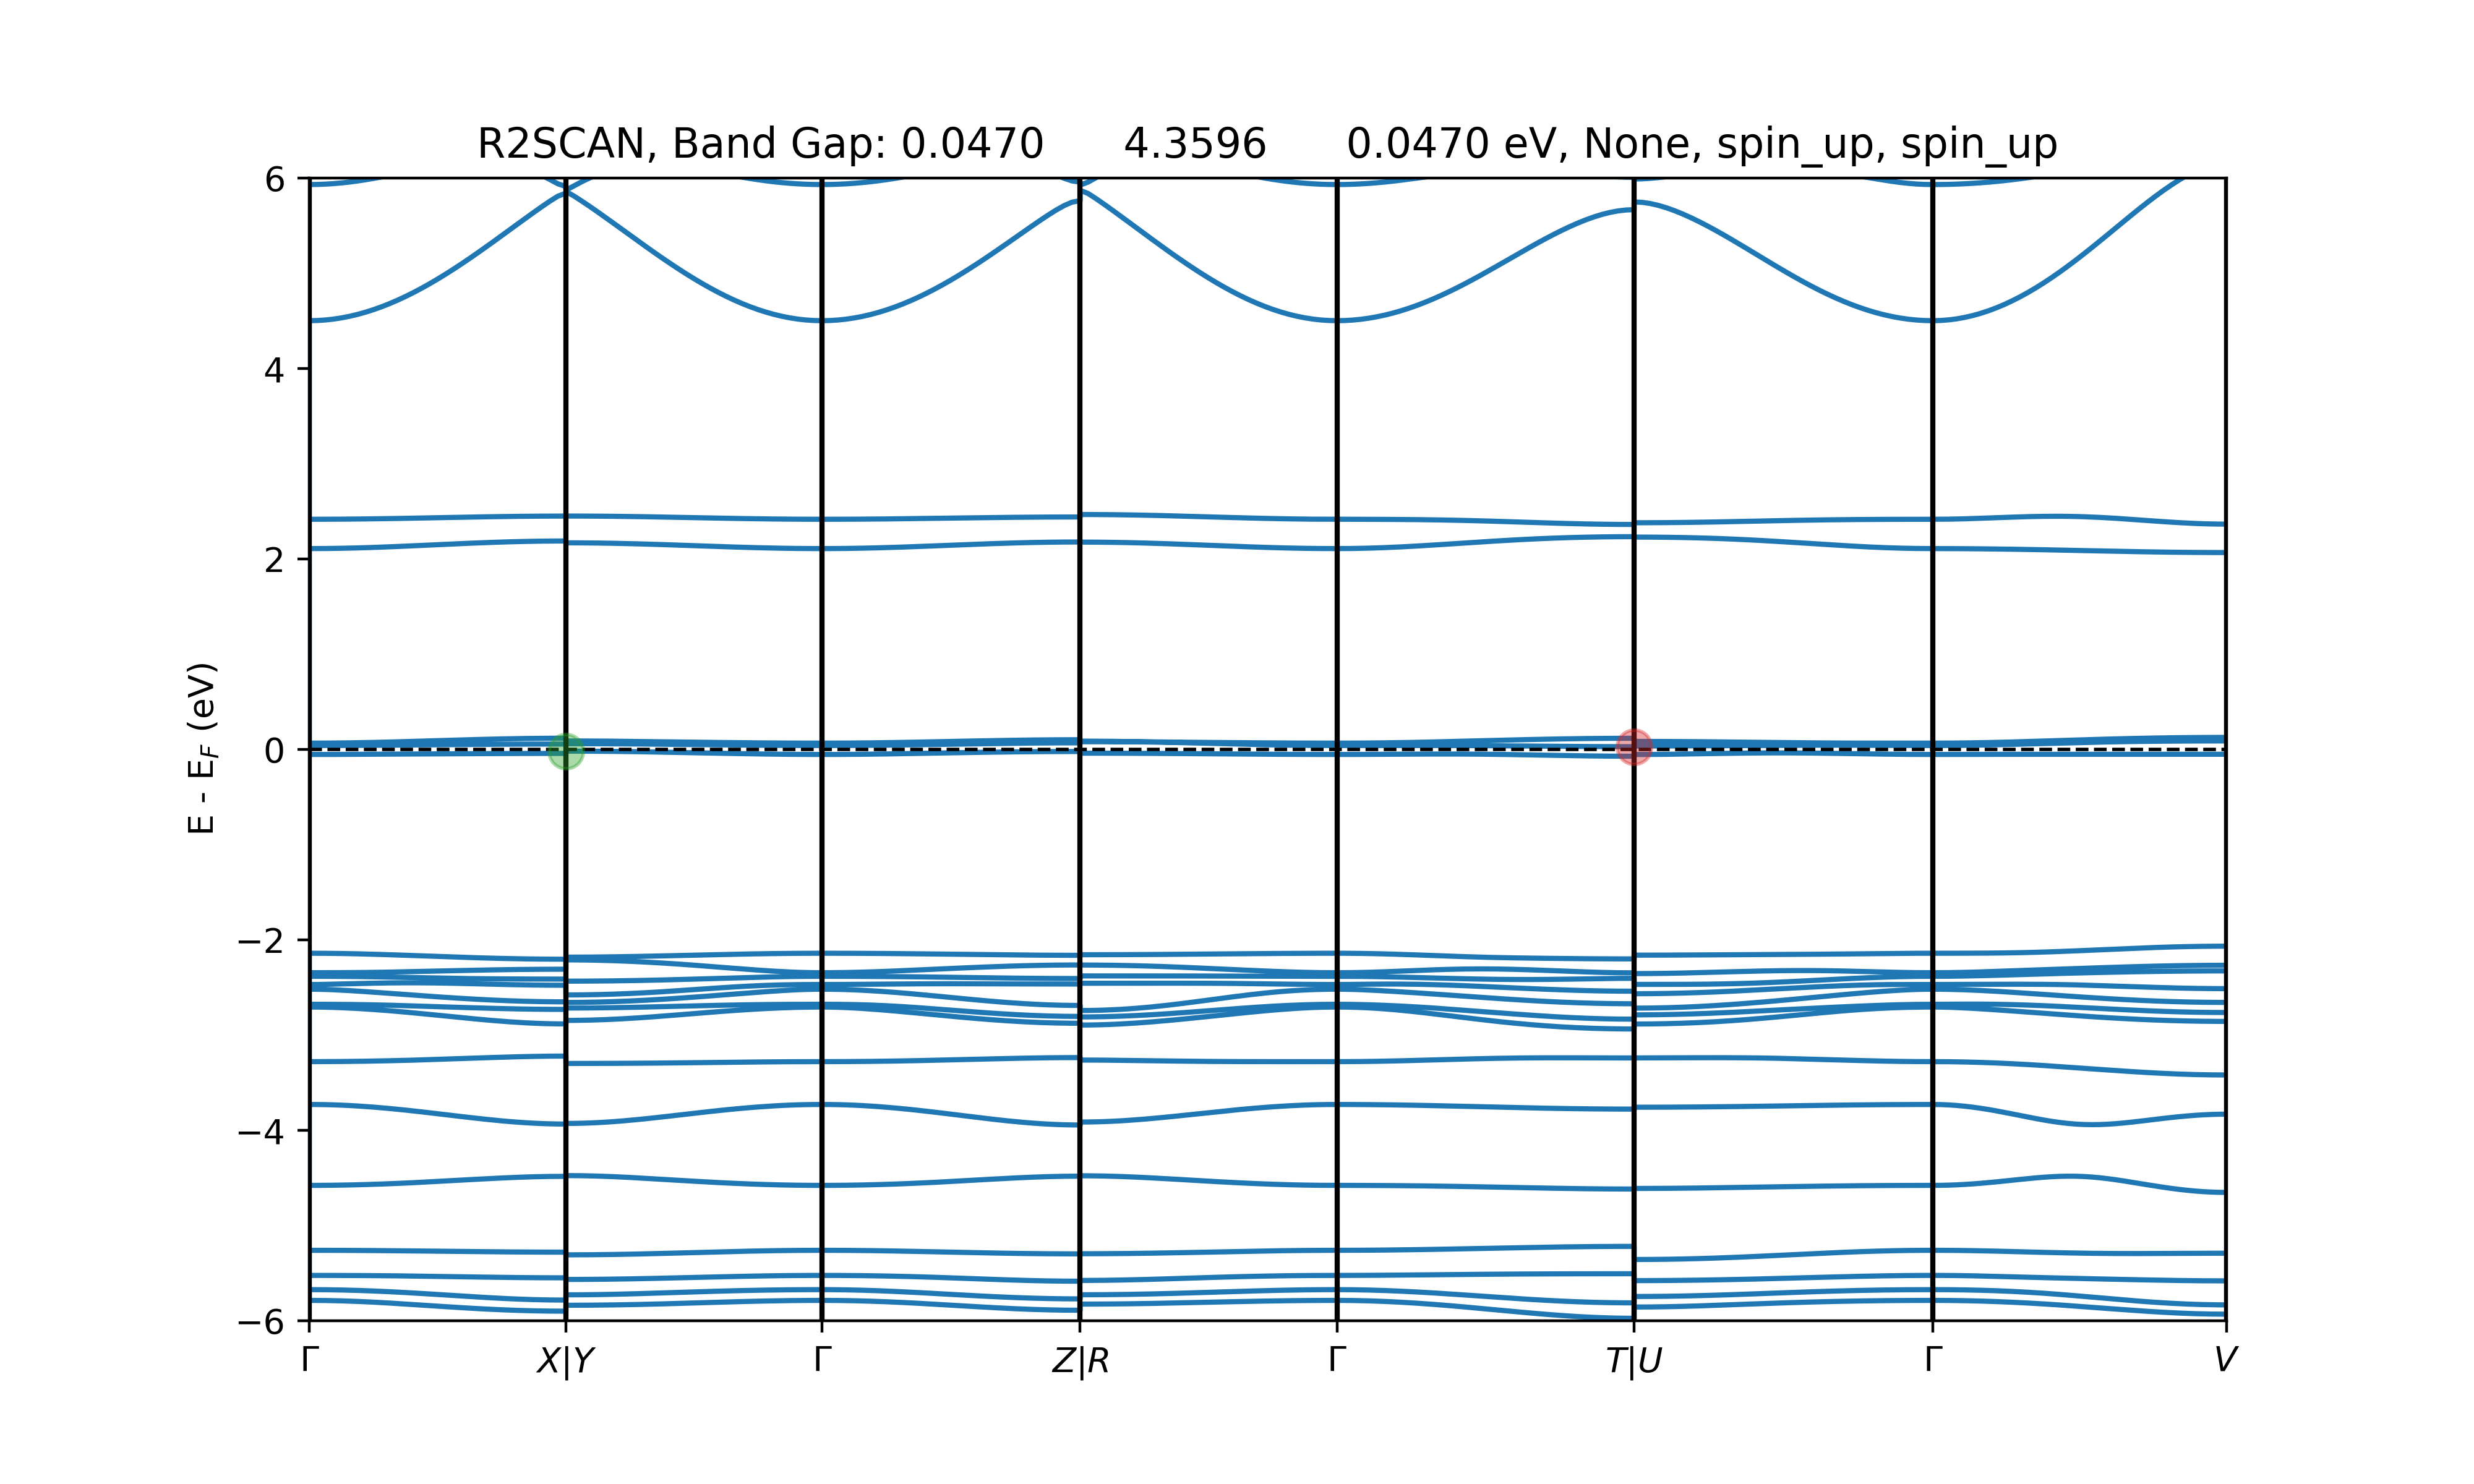 R2SCAN, Band Gap: 0.0470 4.3596 0.0470 eV, None, spin_up, spin_up
6
4
2
0
−2
−4
−6
E - E_F (eV)
Γ X|Y Γ Z|R Γ T|U Γ V